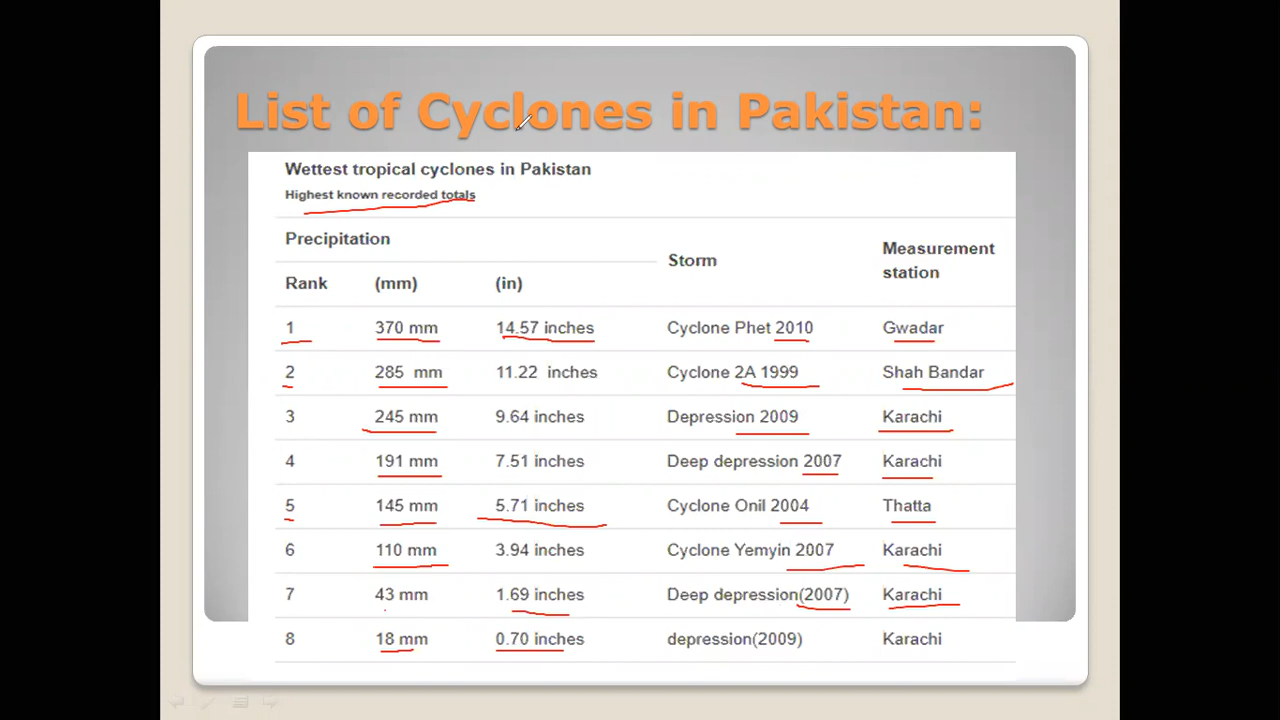 List of Cyclones in Pakistan:
Wettest tropical cyclones in Pakistan
Highest known recorded totals
Precipitation Storm Measurement station
Rank (mm) (in)
1 370 mm 14.57 inches Cyclone Phet 2010 Gwadar
2 285 mm 11.22 inches Cyclone 2A 1999 Shah Bandar
3 245 mm 9.64 inches Depression 2009 Karachi
4 191 mm 7.51 inches Deep depression 2007 Karachi
5 145 mm 5.71 inches Cyclone Onil 2004 Thatta
6 110 mm 3.94 inches Cyclone Yemyin 2007 Karachi
7 43 mm 1.69 inches Deep depression(2007) Karachi
8 18 mm 0.70 inches depression(2009) Karachi